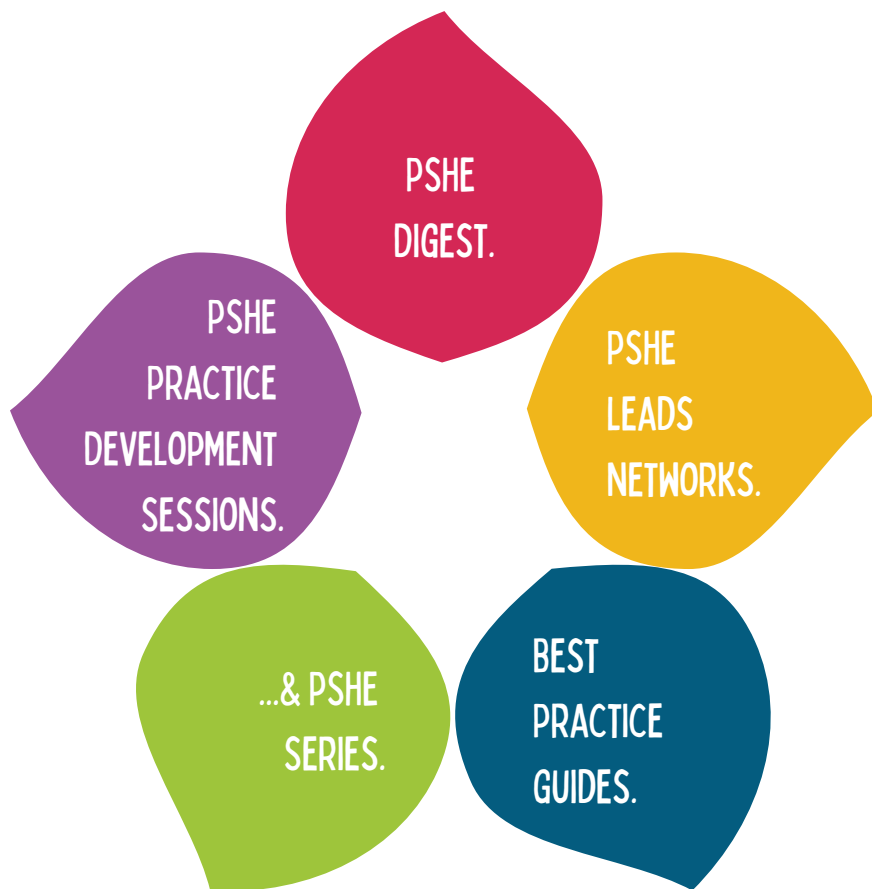 PSHE
DIGEST.
PSHE
LEADS
NETWORKS.
BEST
PRACTICE
GUIDES.
...& PSHE
SERIES.
PSHE
PRACTICE
DEVELOPMENT
SESSIONS.